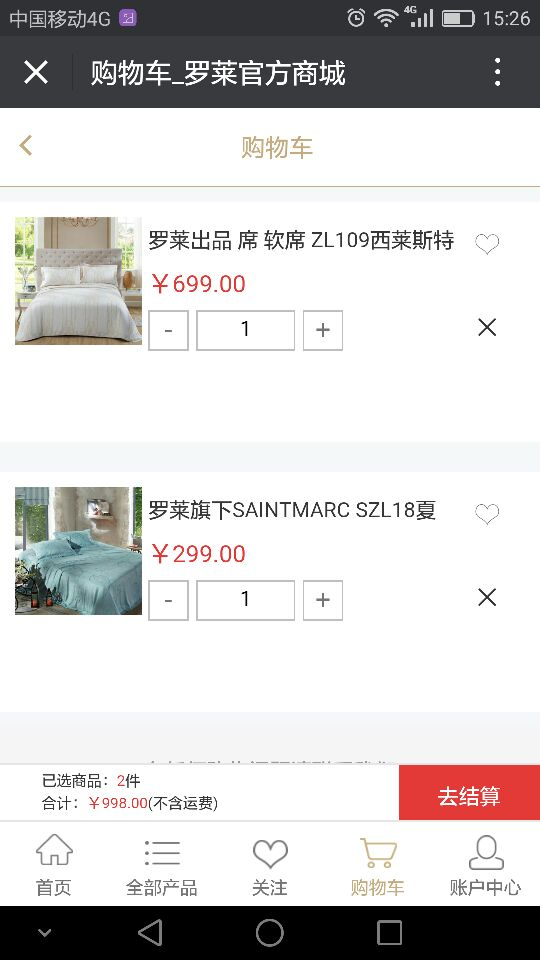 中国移动4G
4G
15:26
购物车_罗莱官方商城
购物车
罗莱出品 席 软席 ZL109西莱斯特
￥699.00
- 1 +
罗莱旗下SAINTMARC SZL18夏
￥299.00
- 1 +
已选商品：2件
合计：￥998.00(不含运费)
去结算
首页 全部产品 关注 购物车 账户中心